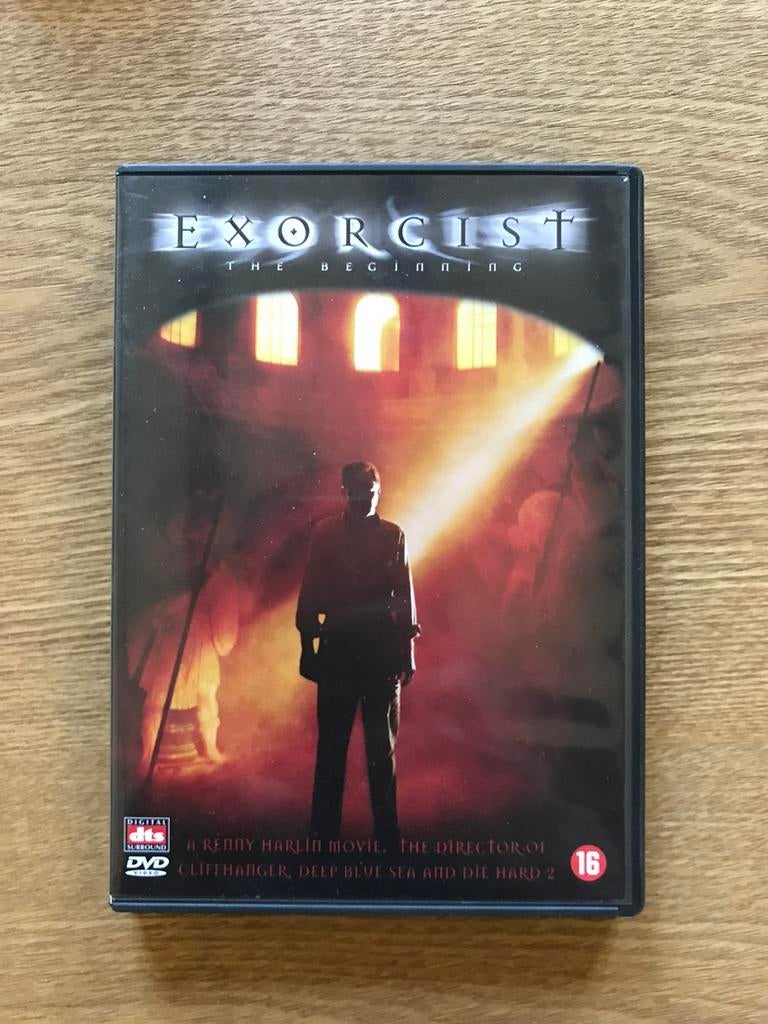 EXORCIST
THE BEGINNING
DIGITAL
dts
SURROUND
A RENNY HARLIN MOVIE. THE DIRECTOR OF
DVD
VIDEO
CLIFFHANGER, DEEP BLUE SEA AND DIE HARD 2
16